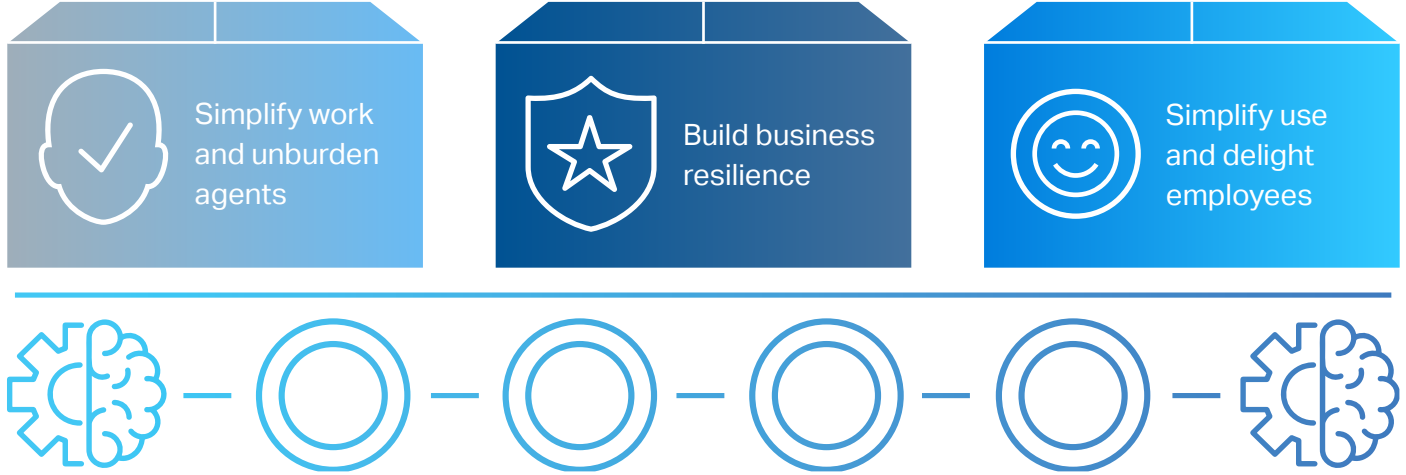 Simplify work
and unburden
agents
Build business
resilience
Simplify use
and delight
employees